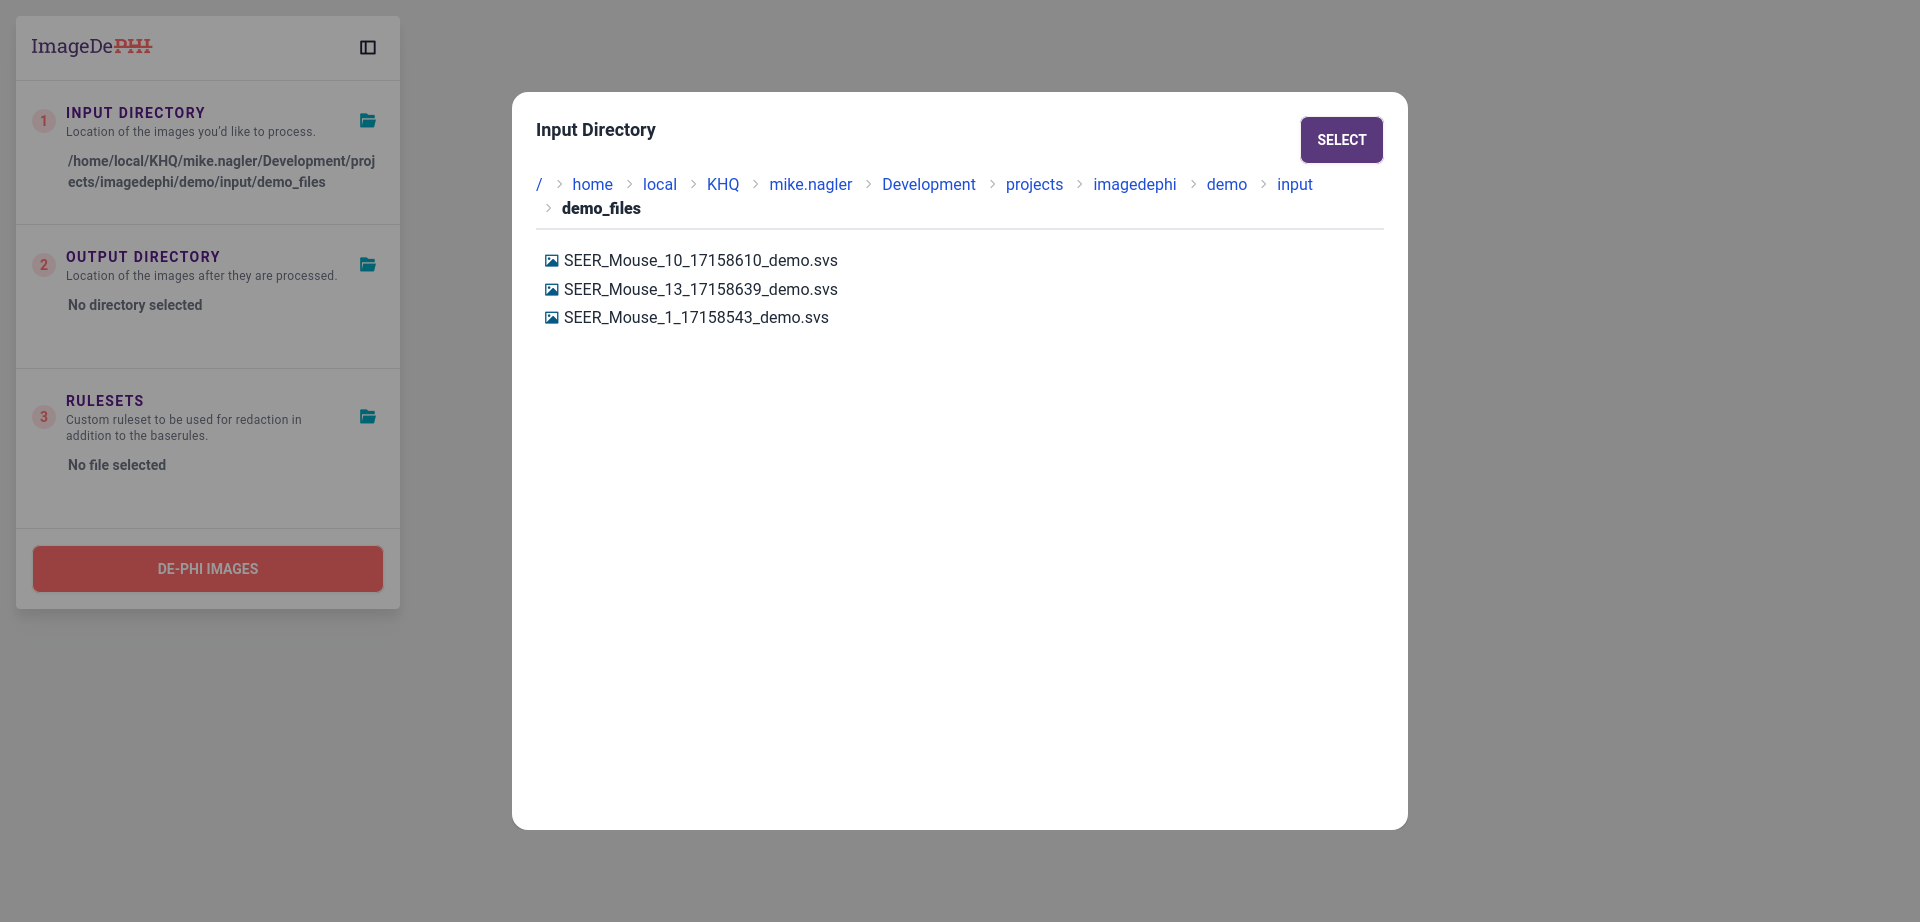 ImageDePHI
1
INPUT DIRECTORY
Location of the images you'd like to process.
/home/local/KHQ/mike.nagler/Development/proj
ects/imagedephi/demo/input/demo_files
2
OUTPUT DIRECTORY
Location of the images after they are processed.
No directory selected
3
RULESETS
Custom ruleset to be used for redaction in
addition to the baserules.
No file selected
DE-PHI IMAGES
Input Directory
SELECT
/ > home > local > KHQ > mike.nagler > Development > projects > imagedephi > demo > input
> demo_files
SEER_Mouse_10_17158610_demo.svs
SEER_Mouse_13_17158639_demo.svs
SEER_Mouse_1_17158543_demo.svs